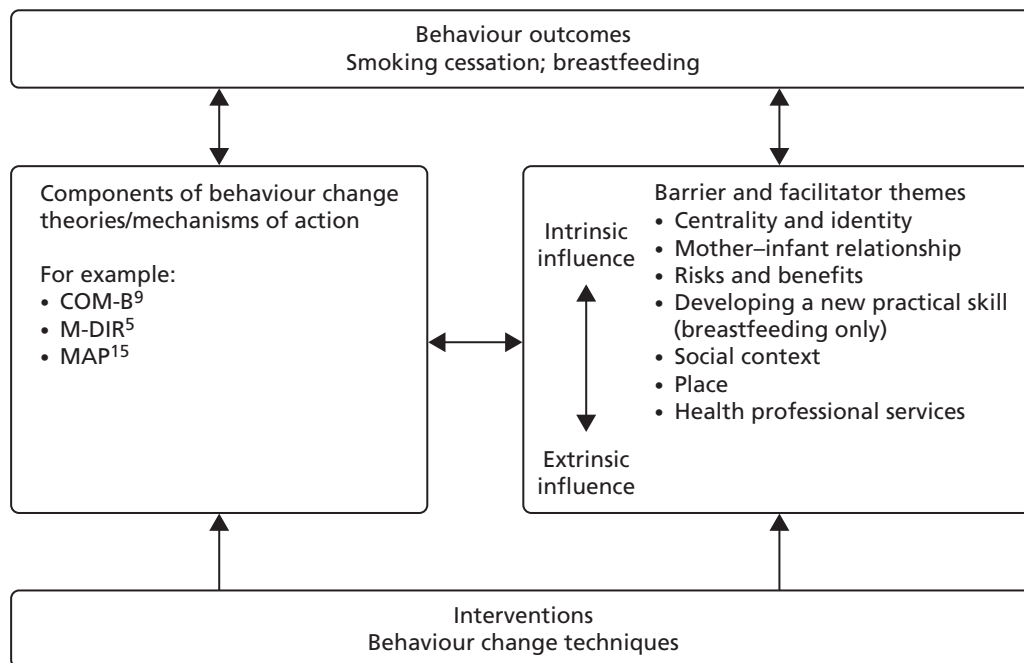 Behaviour outcomes
Smoking cessation; breastfeeding
Components of behaviour change
theories/mechanisms of action
For example:
• COM-B⁹
• M-DIR⁵
• MAP¹⁵
Intrinsic
influence
Extrinsic
influence
Barrier and facilitator themes
• Centrality and identity
• Mother–infant relationship
• Risks and benefits
• Developing a new practical skill
(breastfeeding only)
• Social context
• Place
• Health professional services
Interventions
Behaviour change techniques